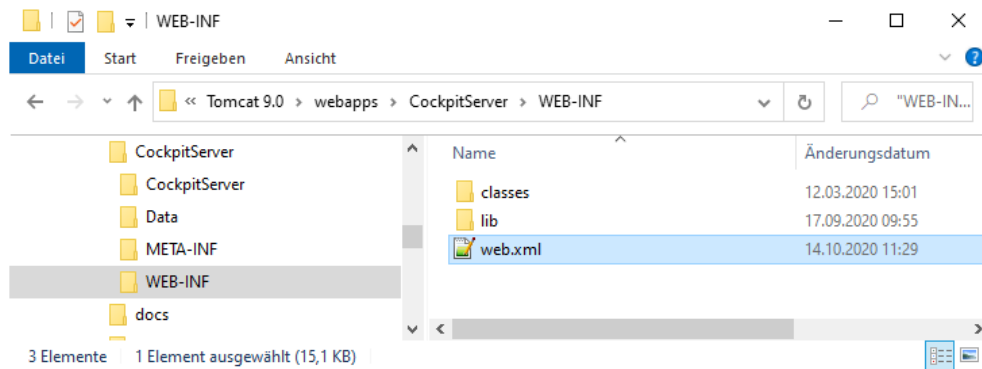 WEB-INF
Datei Start Freigeben Ansicht
« Tomcat 9.0 > webapps > CockpitServer > WEB-INF "WEB-IN...
CockpitServer
CockpitServer
Data
META-INF
WEB-INF
docs
Name Änderungsdatum
classes 12.03.2020 15:01
lib 17.09.2020 09:55
web.xml 14.10.2020 11:29
3 Elemente 1 Element ausgewählt (15,1 KB)